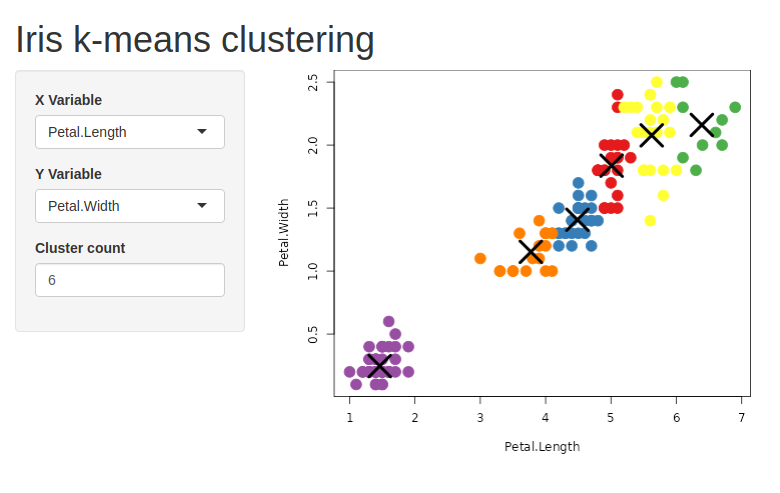 Iris k-means clustering
X Variable
Petal.Length
Y Variable
Petal.Width
Cluster count
6
Petal.Width
2.5
2.0
1.5
1.0
0.5
1 2 3 4 5 6 7
Petal.Length